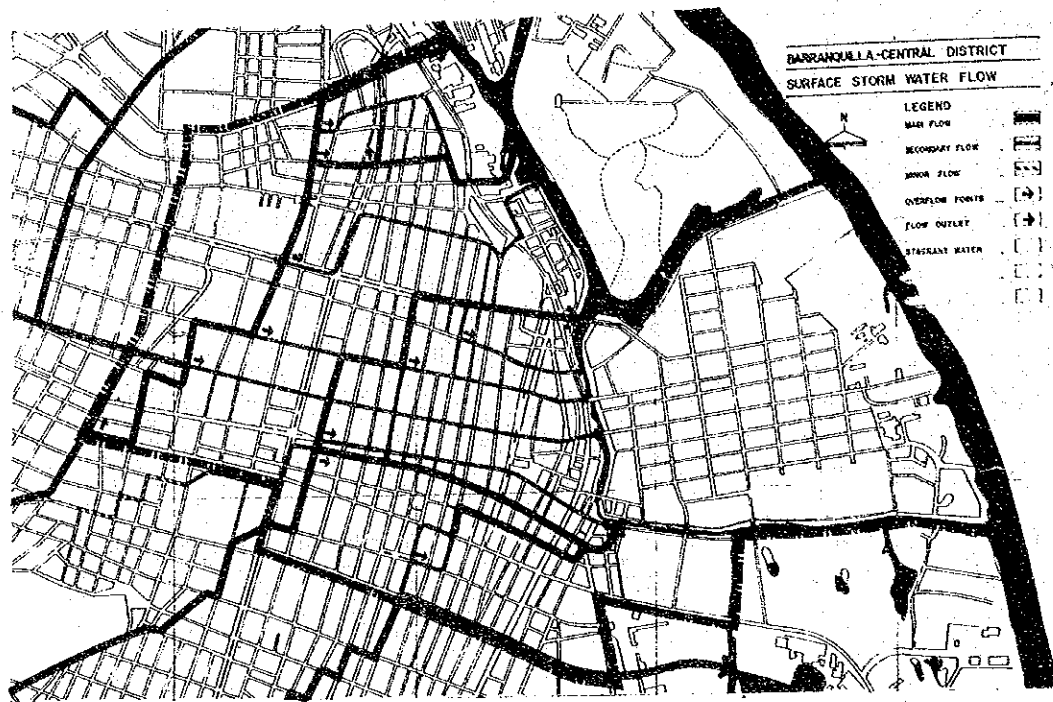 BARRANQUILLA-CENTRAL DISTRICT
SURFACE STORM WATER FLOW
LEGEND
N
MAIN FLOW
SECONDARY FLOW
MINOR FLOW
OVERFLOW POINTS
FLOW OUTLET
STAGNANT WATER